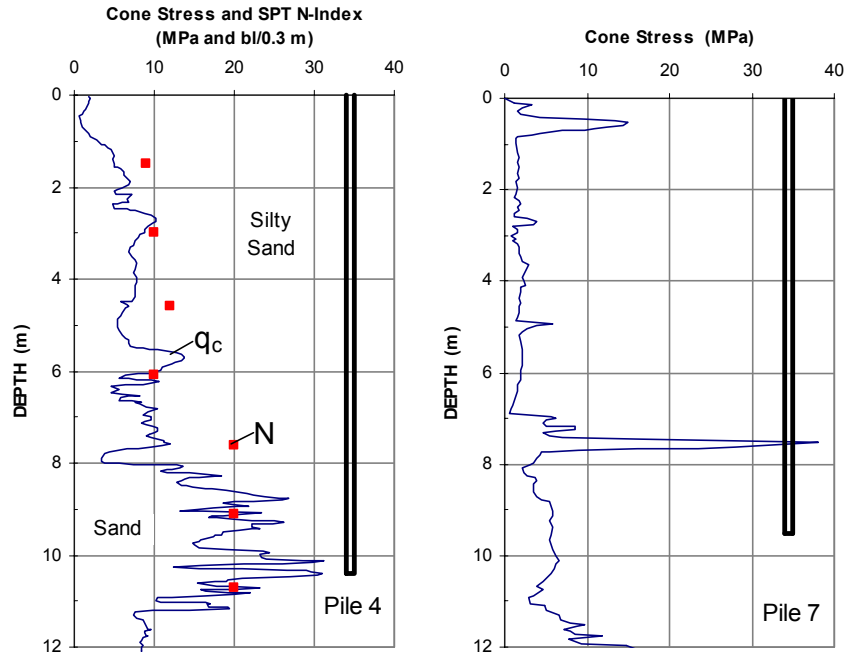 Cone Stress and SPT N-Index
(MPa and bl/0.3 m)
0 10 20 30 40
0
2
4
6
8
10
12
DEPTH (m)
Silty
Sand
qc
N
Sand
Pile 4
Cone Stress (MPa)
0 10 20 30 40
0
2
4
6
8
10
12
DEPTH (m)
Pile 7